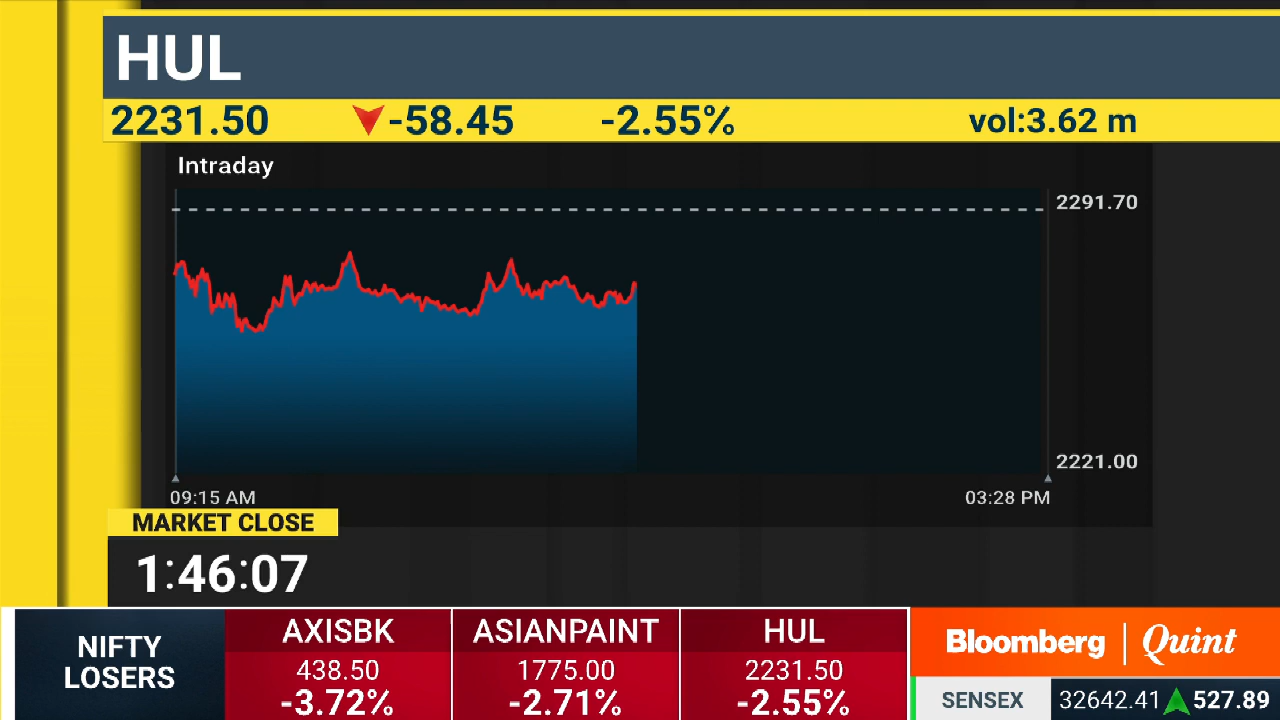 HUL
2231.50 -58.45 -2.55% vol:3.62 m
Intraday
2291.70
2221.00
09:15 AM 03:28 PM
MARKET CLOSE
1:46:07
NIFTY
LOSERS
AXISBK
438.50
-3.72%
ASIANPAINT
1775.00
-2.71%
HUL
2231.50
-2.55%
Bloomberg | Quint
SENSEX 32642.41 527.89